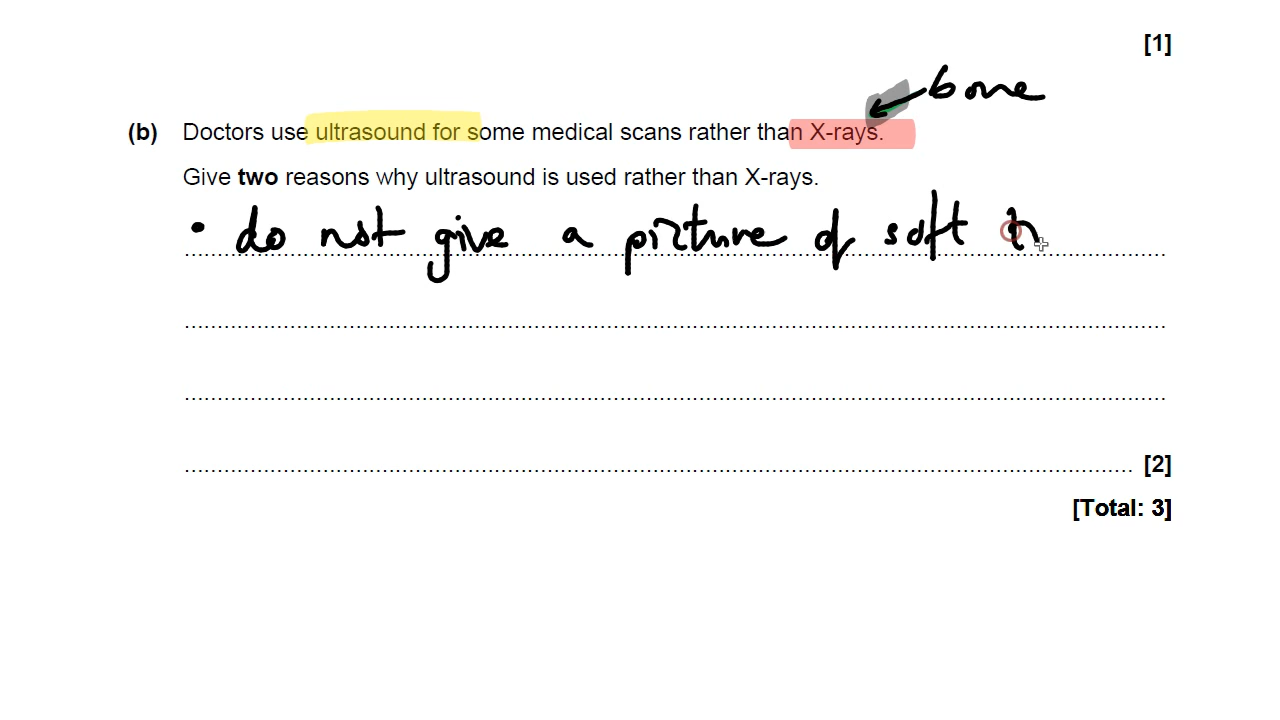 [1]
bone
(b) Doctors use ultrasound for some medical scans rather than X-rays.
Give two reasons why ultrasound is used rather than X-rays.
• do not give a picture of soft
[2]
[Total: 3]